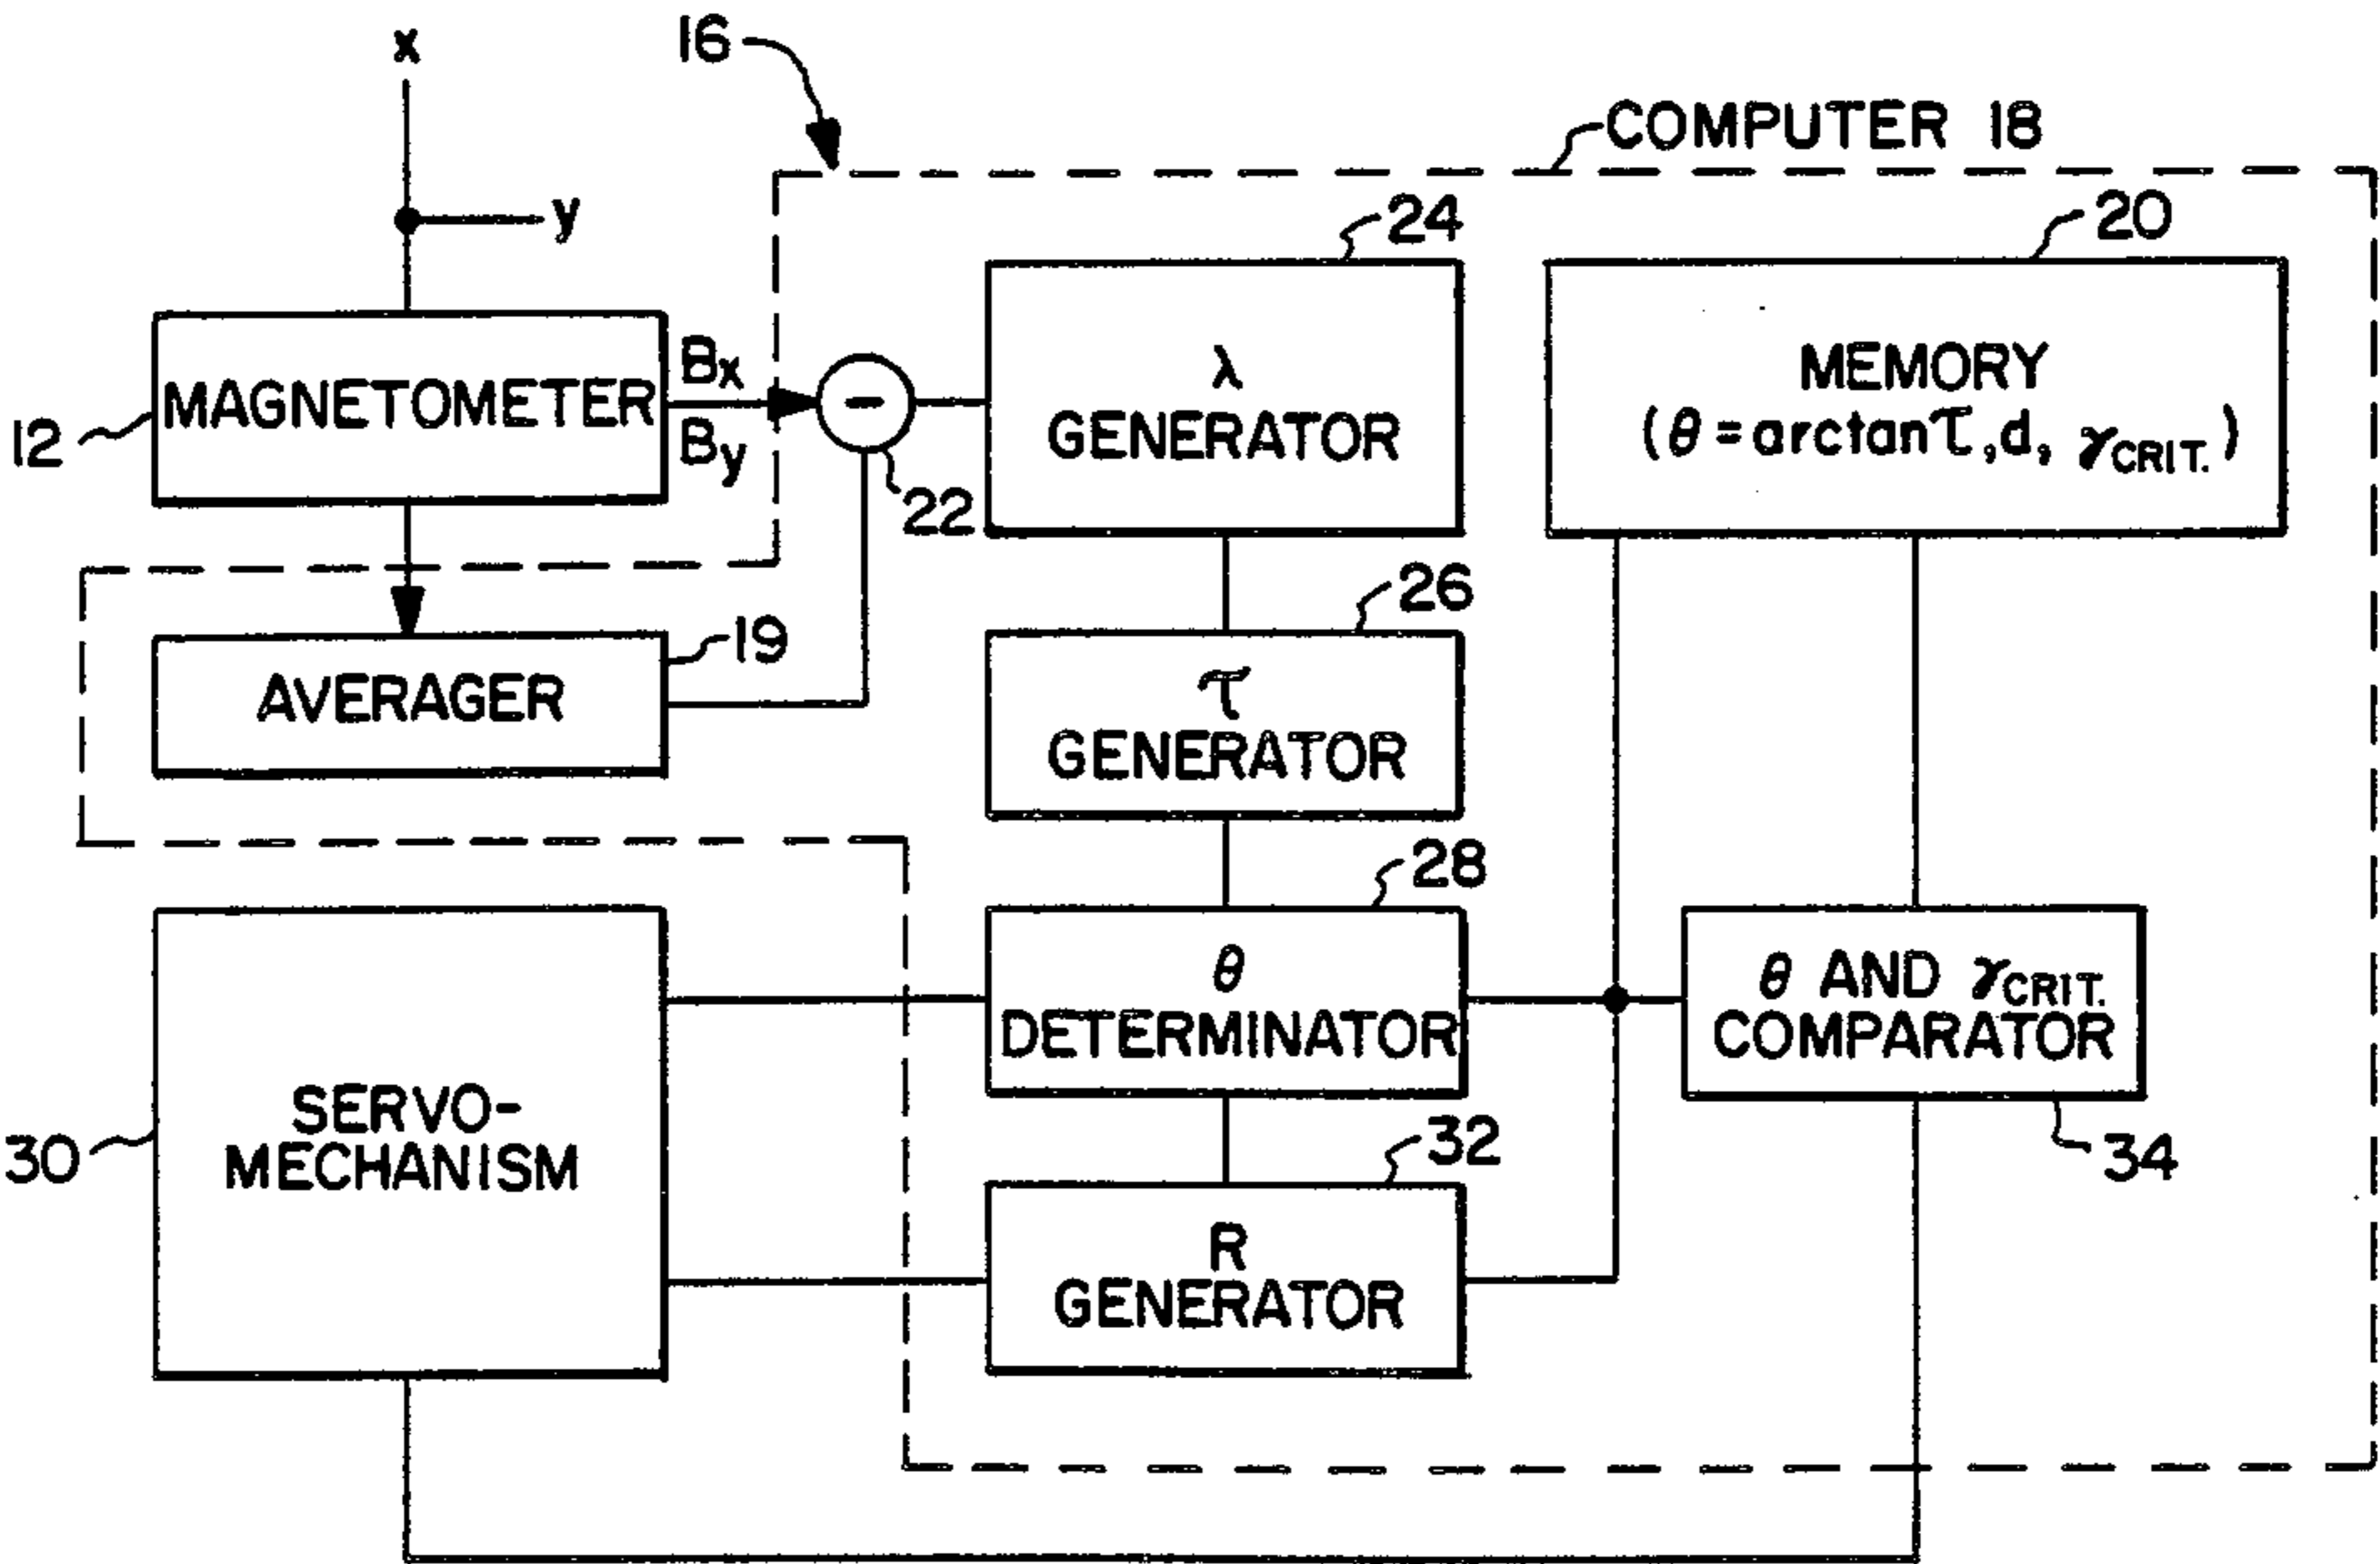 x
16
COMPUTER 18
y
24
20
MAGNETOMETER
Bx
By
12
-
22
λ
GENERATOR
MEMORY
(θ = arctan τ, d, γCRIT.)
26
19
AVERAGER
τ
GENERATOR
28
θ
DETERMINATOR
θ AND γCRIT.
COMPARATOR
SERVO-
MECHANISM
30
32
34
R
GENERATOR